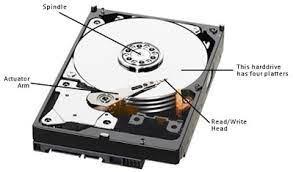 Spindle
Actuator
Arm
This harddrive
has four platters
Read/Write
Head